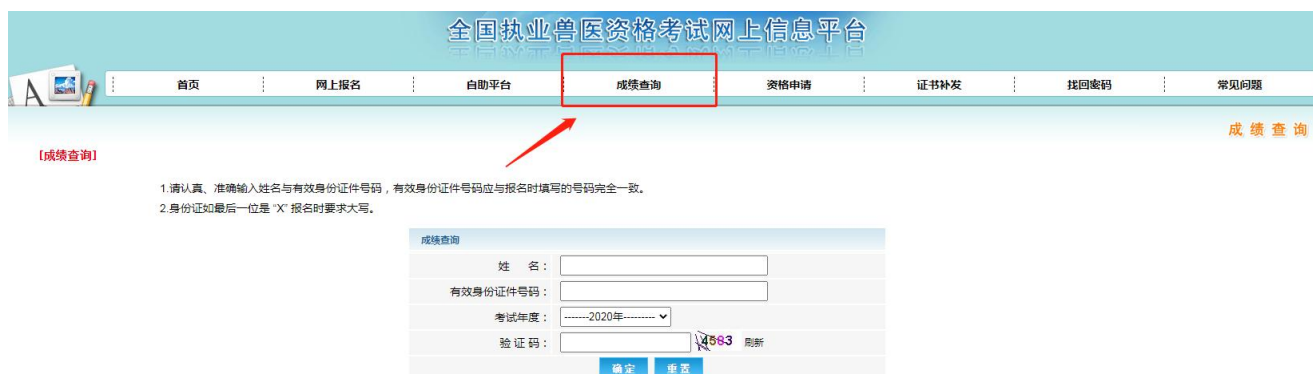 全国执业兽医资格考试网上信息平台
首页 网上报名 自助平台 成绩查询 资格申请 证书补发 找回密码 常见问题
成绩查询
[成绩查询]
1.请认真、准确输入姓名与有效身份证件号码，有效身份证件号码应与报名时填写的号码完全一致。
2.身份证如最后一位是 “X” 报名时要求大写。
成绩查询
姓 名：
有效身份证件号码：
考试年度： -------2020年---------
验证码： 4563 刷新
确定 重置